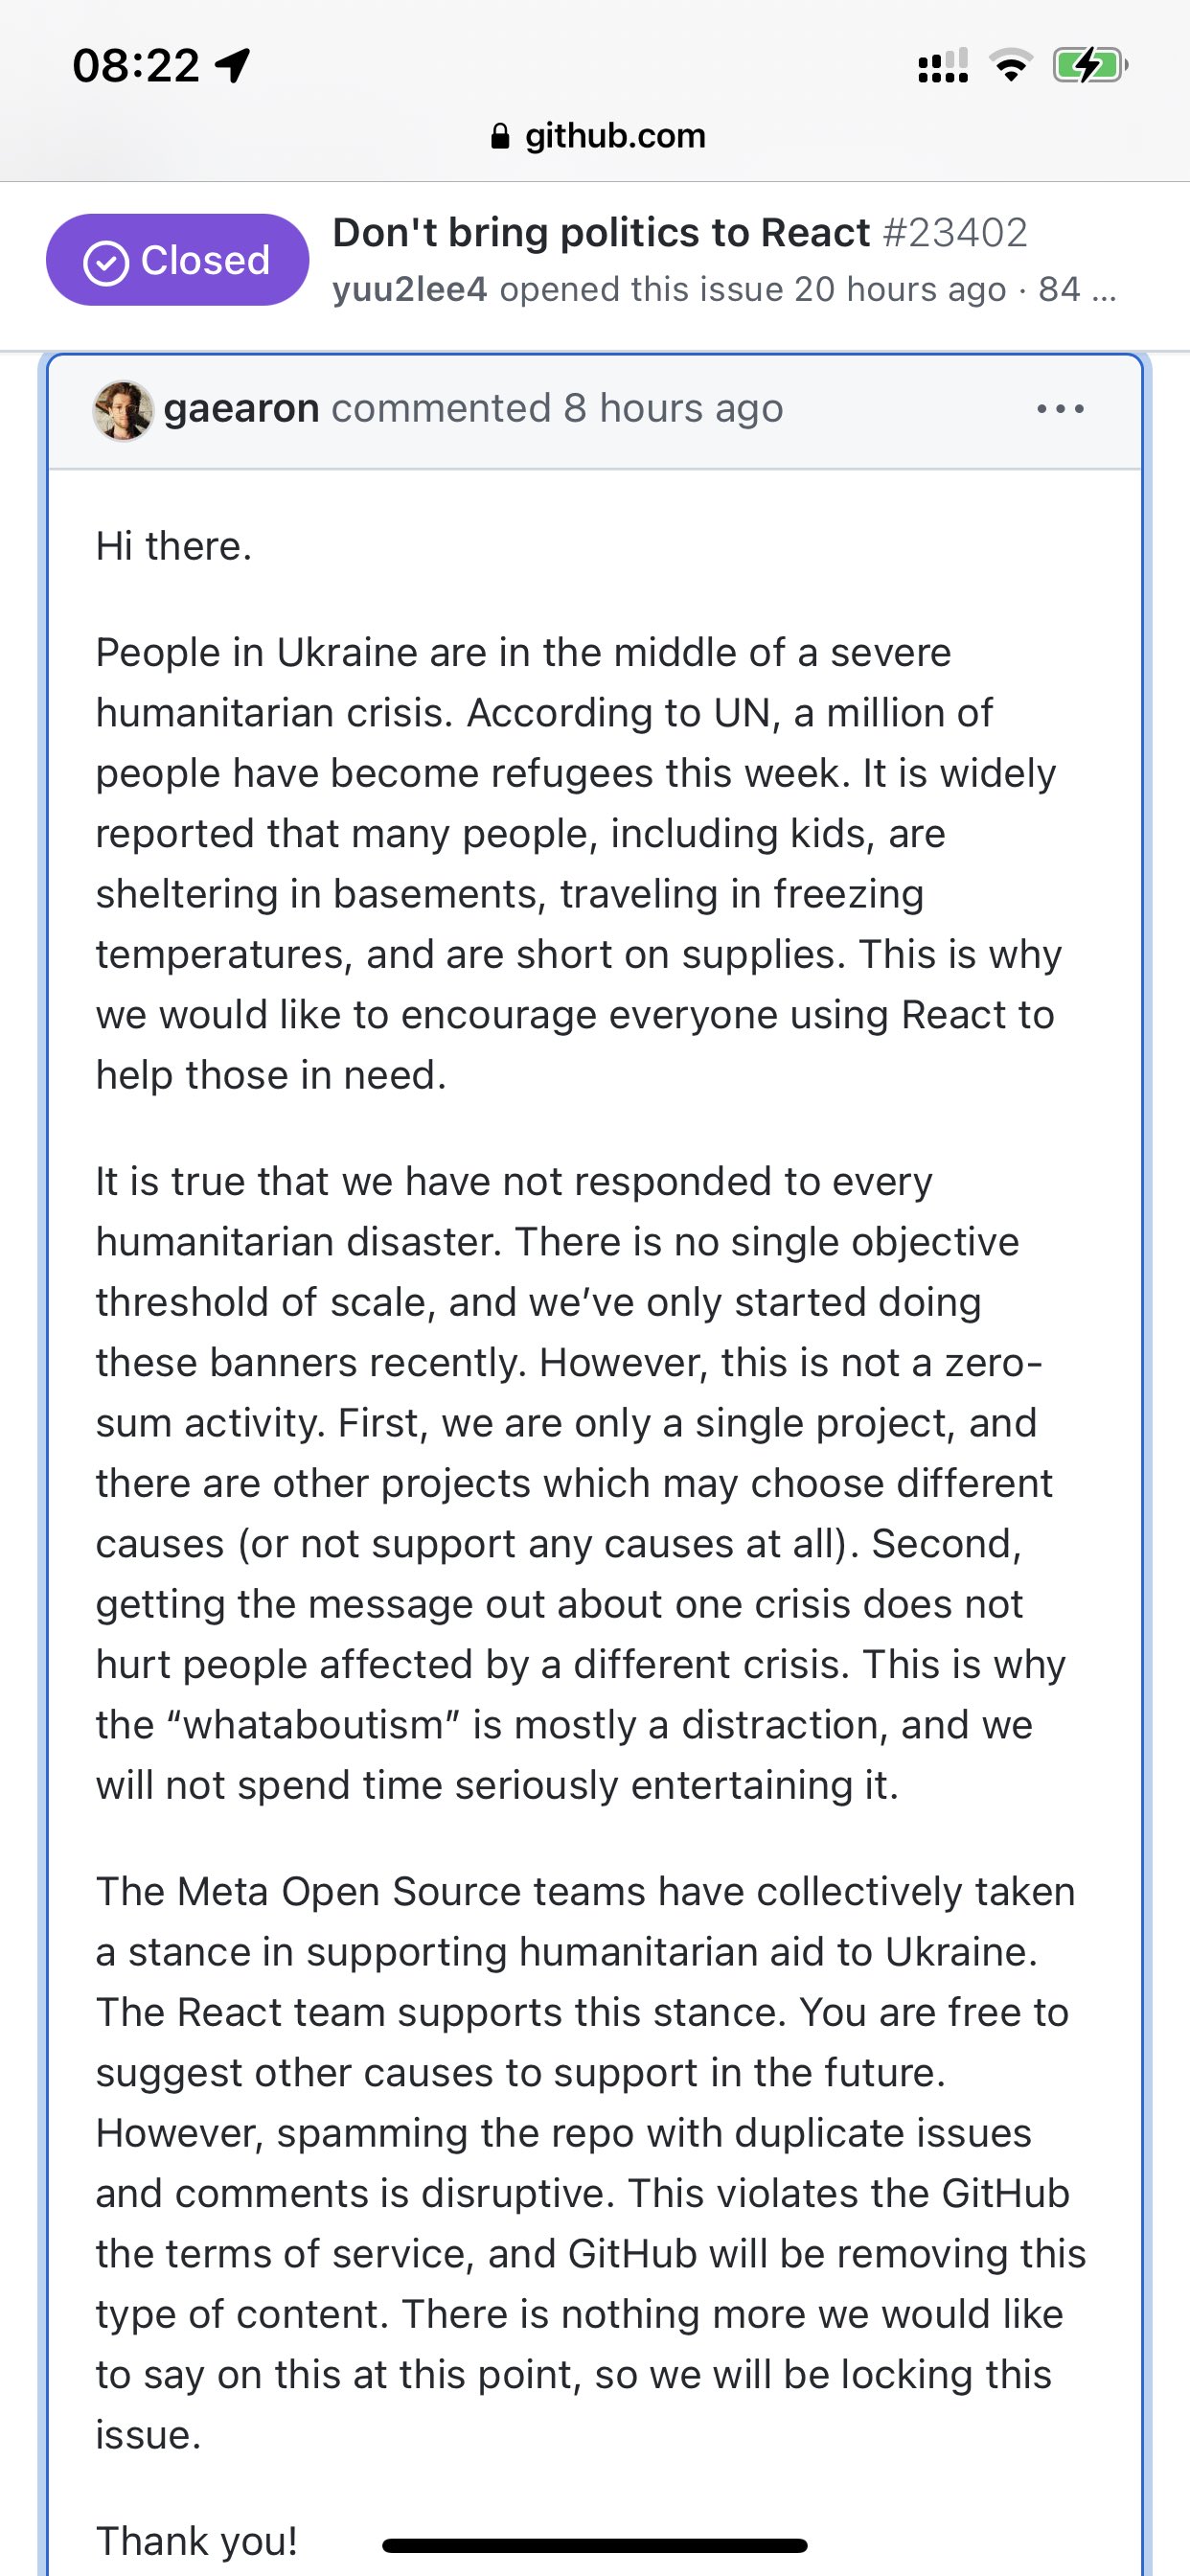 08:22
github.com
Closed
Don't bring politics to React #23402
yuu2lee4 opened this issue 20 hours ago · 84 ...
gaearon commented 8 hours ago
Hi there.
People in Ukraine are in the middle of a severe
humanitarian crisis. According to UN, a million of
people have become refugees this week. It is widely
reported that many people, including kids, are
sheltering in basements, traveling in freezing
temperatures, and are short on supplies. This is why
we would like to encourage everyone using React to
help those in need.
It is true that we have not responded to every
humanitarian disaster. There is no single objective
threshold of scale, and we’ve only started doing
these banners recently. However, this is not a zero-
sum activity. First, we are only a single project, and
there are other projects which may choose different
causes (or not support any causes at all). Second,
getting the message out about one crisis does not
hurt people affected by a different crisis. This is why
the “whataboutism” is mostly a distraction, and we
will not spend time seriously entertaining it.
The Meta Open Source teams have collectively taken
a stance in supporting humanitarian aid to Ukraine.
The React team supports this stance. You are free to
suggest other causes to support in the future.
However, spamming the repo with duplicate issues
and comments is disruptive. This violates the GitHub
the terms of service, and GitHub will be removing this
type of content. There is nothing more we would like
to say on this at this point, so we will be locking this
issue.
Thank you!